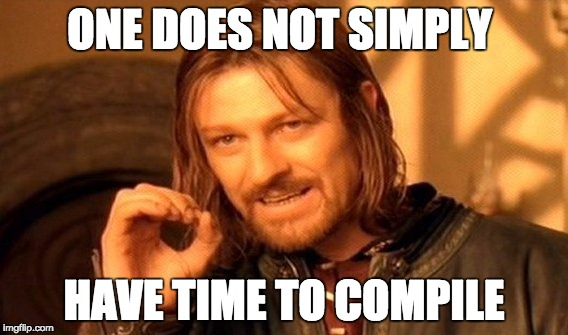 ONE DOES NOT SIMPLY
HAVE TIME TO COMPILE
imgflip.com